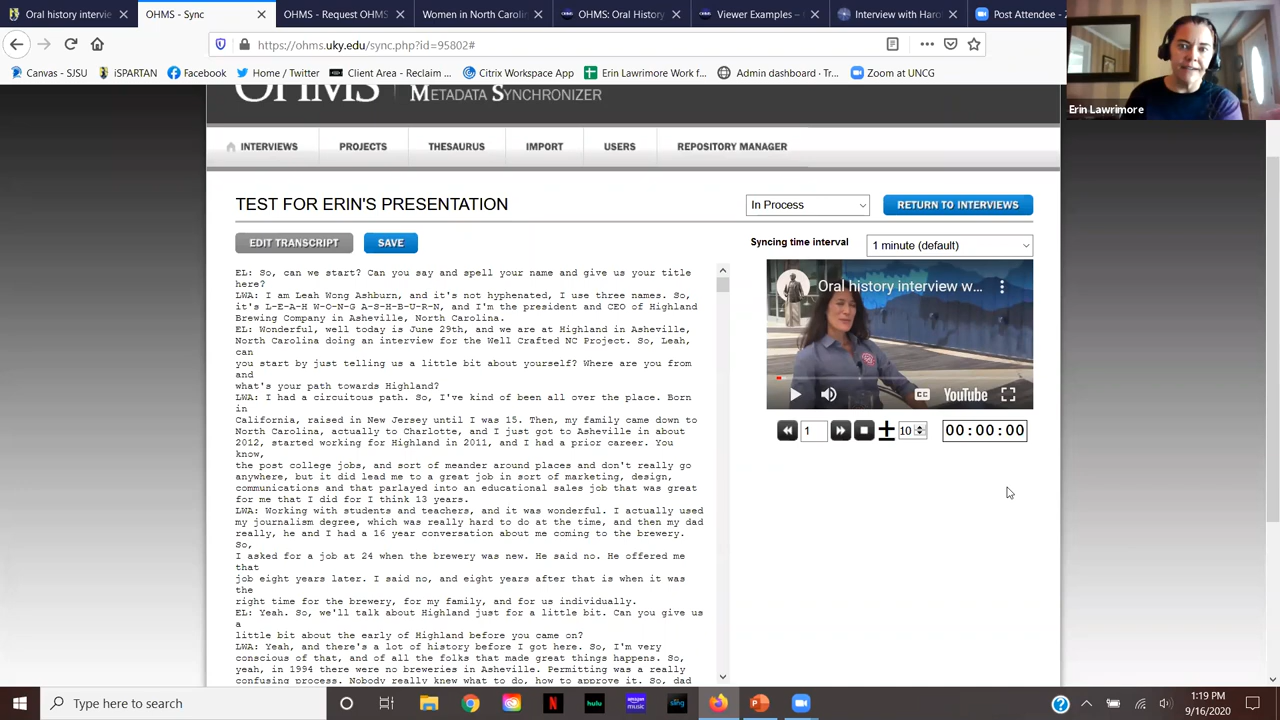 Oral history intervie
OHMS - Sync
OHMS - Request OHMS
Women in North Carolin
OHMS: Oral History
Viewer Examples –
Interview with Haro
Post Attendee - Z
https://ohms.uky.edu/sync.php?id=95802#
Canvas - SJSU
iSPARTAN
Facebook
Home / Twitter
Client Area - Reclaim ...
Citrix Workspace App
Erin Lawrimore Work f...
Admin dashboard · Tr...
Zoom at UNCG
Erin Lawrimore
OHMS
METADATA SYNCHRONIZER
INTERVIEWS
PROJECTS
THESAURUS
IMPORT
USERS
REPOSITORY MANAGER
TEST FOR ERIN'S PRESENTATION
In Process
RETURN TO INTERVIEWS
EDIT TRANSCRIPT
SAVE
Syncing time interval
1 minute (default)
EL: So, can we start? Can you say and spell your name and give us your title
here?
LWA: I am Leah Wong Ashburn, and it's not hyphenated, I use three names. So,
it's L-E-A-H W-O-N-G A-S-H-B-U-R-N, and I'm the president and CEO of Highland
Brewing Company in Asheville, North Carolina.
EL: Wonderful, well today is June 29th, and we are at Highland in Asheville,
North Carolina doing an interview for the Well Crafted NC Project. So, Leah,
can
you start by just telling us a little bit about yourself? Where are you from
and
what's your path towards Highland?
LWA: I had a circuitous path. So, I've kind of been all over the place. Born
in
California, raised in New Jersey until I was 15. Then, my family came down to
North Carolina, actually to Charlotte, and I just got to Asheville in about
2012, started working for Highland in 2011, and I had a prior career. You
know,
the post college jobs, and sort of meander around places and don't really go
anywhere, but it did lead me to a great job in sort of marketing, design,
communications and that parlayed into an educational sales job that was great
for me that I did for I think 13 years.
LWA: Working with students and teachers, and it was wonderful. I actually used
my journalism degree, which was really hard to do at the time, and then my dad
really, he and I had a 16 year conversation about me coming to the brewery.
So,
I asked for a job at 24 when the brewery was new. He said no. He offered me
that
job eight years later. I said no, and eight years after that is when it was
the
right time for the brewery, for my family, and for us individually.
EL: Yeah. So, we'll talk about Highland just for a little bit. Can you give us
a
little bit about the early of Highland before you came on?
LWA: Yeah, and there's a lot of history before I got here. So, I'm very
conscious of that, and of all the folks that made great things happens. So,
yeah, in 1994 there were no breweries in Asheville. Permitting was a really
confusing process. Nobody really knew what to do, how to approve it. So, dad
Oral history interview w...
CC
YouTube
1
10
00:00:00
Type here to search
hulu
amazon music
sling
1:19 PM
9/16/2020